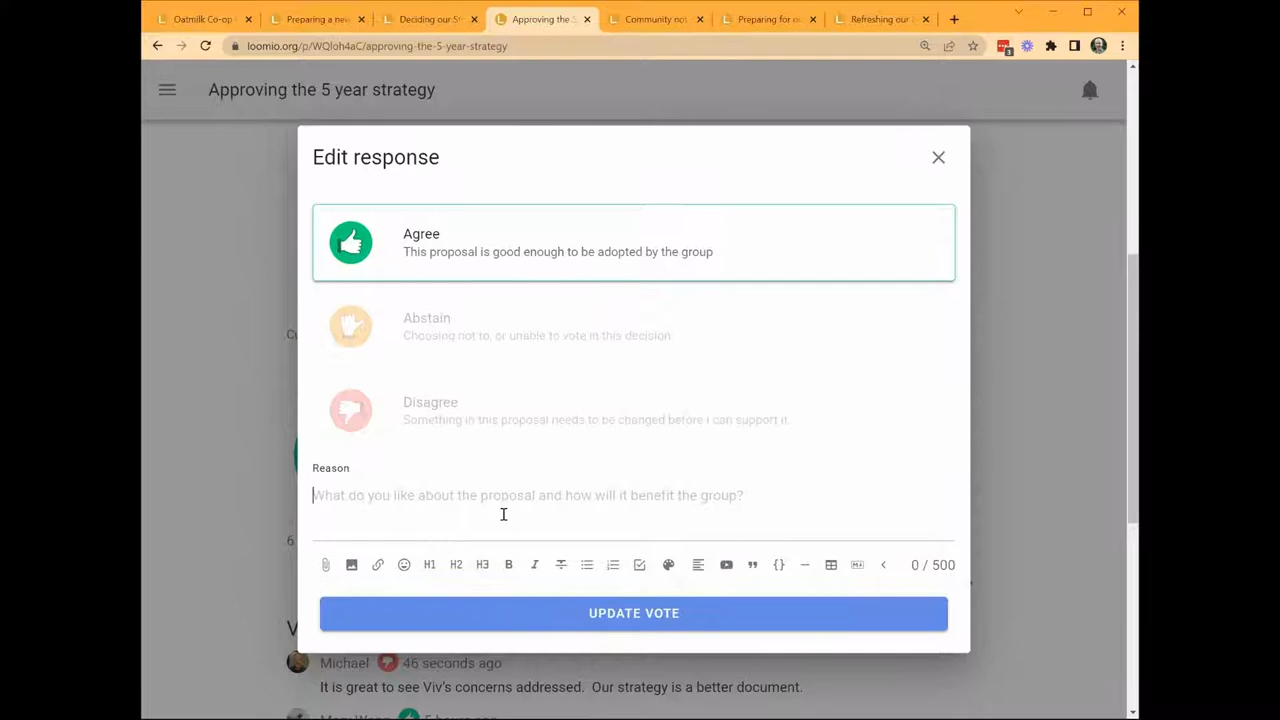 Oatmilk Co-op
Preparing a new
Deciding our St
Approving the 5
Community not
Preparing for ou
Refreshing our
loomio.org/p/WQloh4aC/approving-the-5-year-strategy
Approving the 5 year strategy
Edit response
Agree
This proposal is good enough to be adopted by the group
Abstain
Choosing not to, or unable to vote in this decision
Disagree
Something in this proposal needs to be changed before i can support it.
Reason
What do you like about the proposal and how will it benefit the group?
H1 H2 H3 B I 0 / 500
UPDATE VOTE
6
V
Michael 46 seconds ago
It is great to see Viv's concerns addressed. Our strategy is a better document.